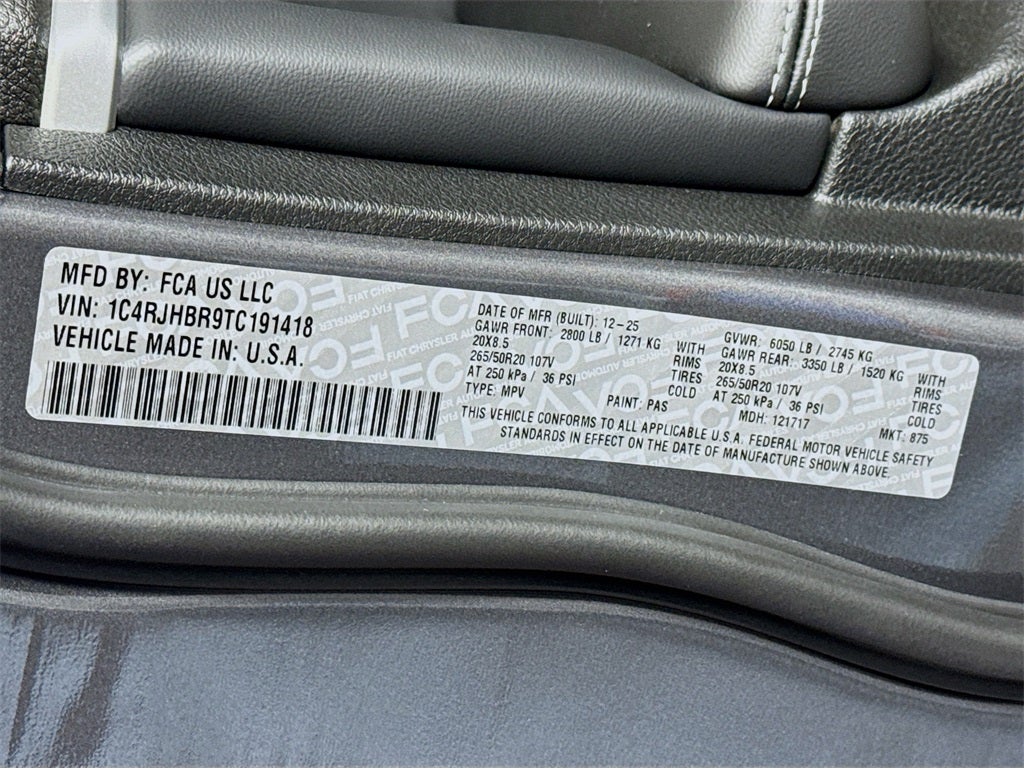 MFD BY: FCA US LLC
VIN: 1C4RJHBR9TC191418
VEHICLE MADE IN: U.S.A.
DATE OF MFR (BUILT): 12-25
GAWR FRONT: 2800 LB / 1271 KG WITH
20X8.5 RIMS
265/50R20 107V TIRES
AT 250 kPa / 36 PSI COLD
TYPE: MPV PAINT: PAS
GVWR: 6050 LB / 2745 KG
GAWR REAR: 3350 LB / 1520 KG WITH
20X8.5 RIMS
265/50R20 107V TIRES
AT 250 kPa / 36 PSI COLD
MDH: 121717 MKT: 875
THIS VEHICLE CONFORMS TO ALL APPLICABLE U.S.A. FEDERAL MOTOR VEHICLE SAFETY
STANDARDS IN EFFECT ON THE DATE OF MANUFACTURE SHOWN ABOVE.